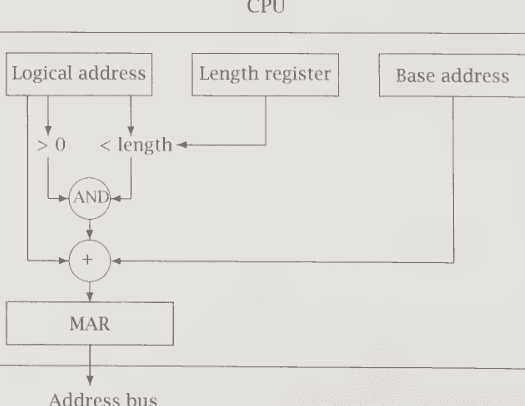 CPU
Logical address
Length register
Base address
> 0
< length
AND
+
MAR
Address bus